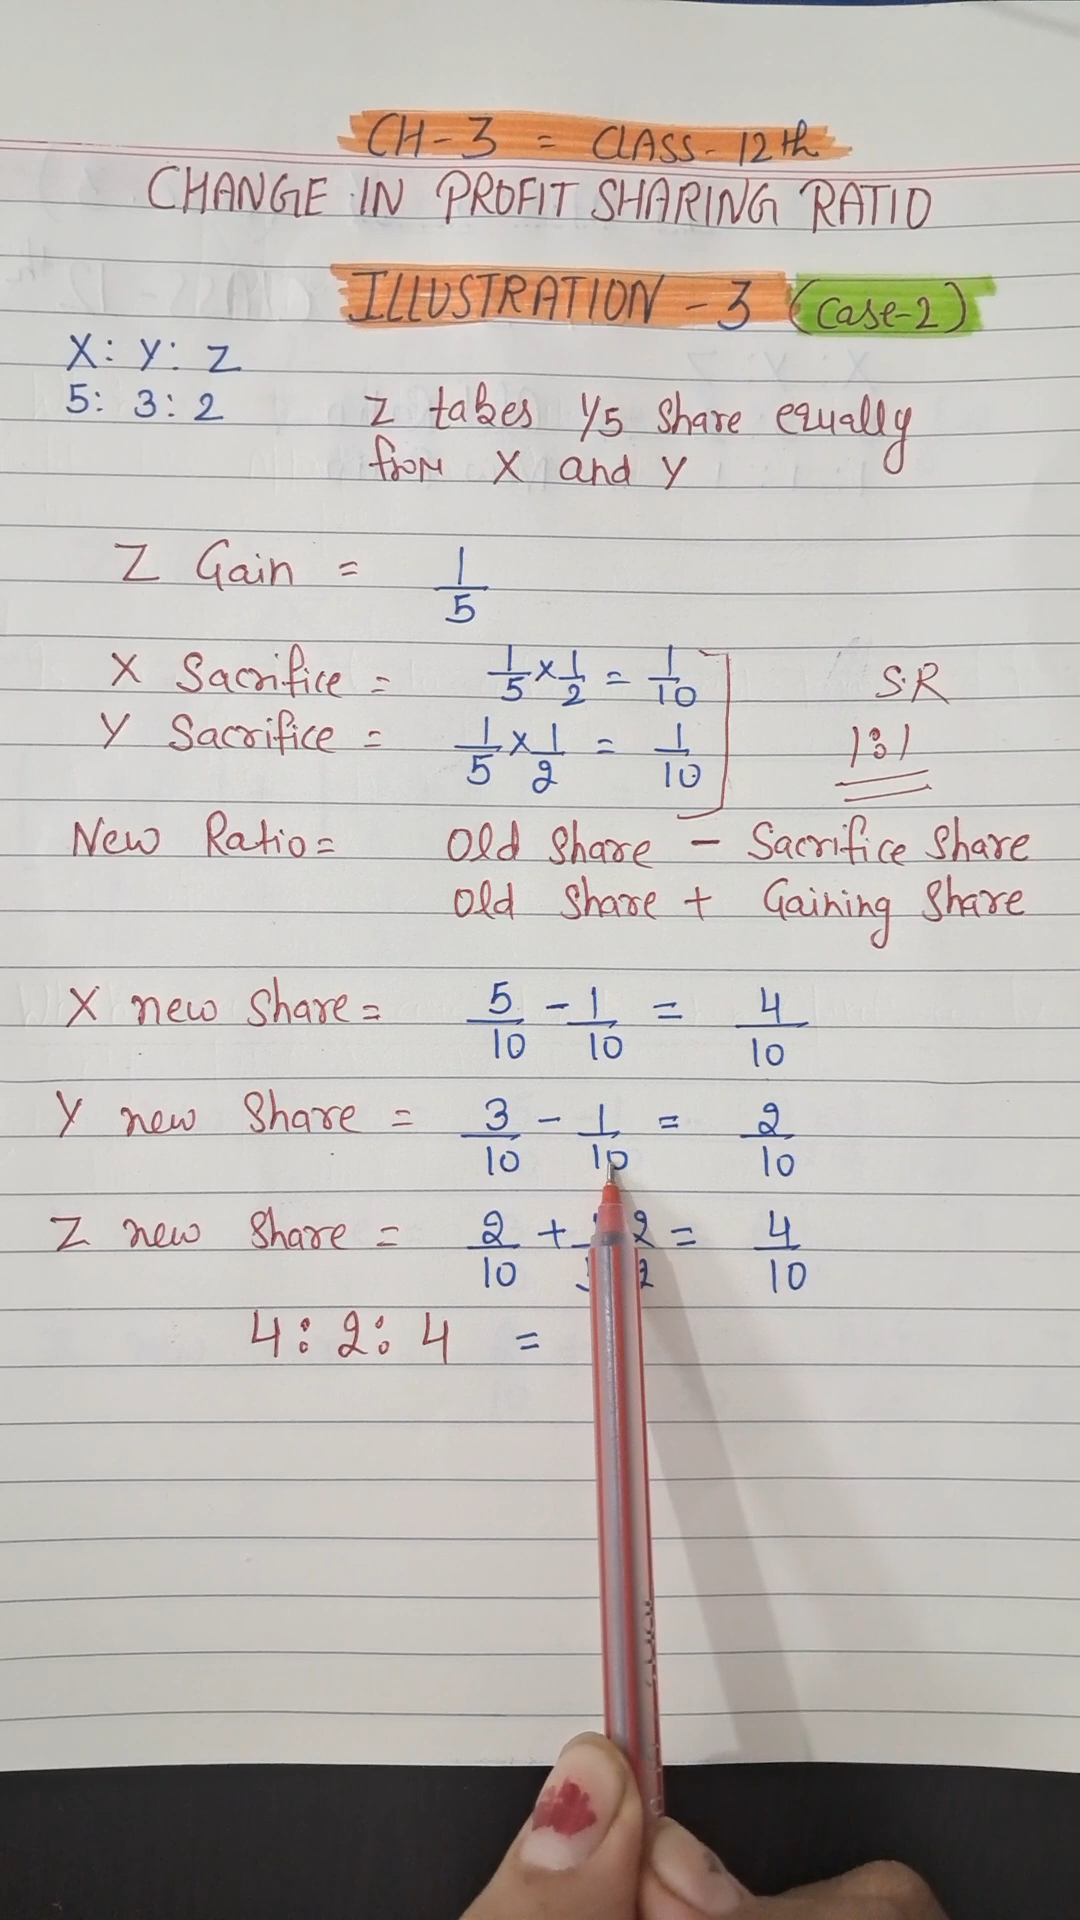 CH-3 = CLASS-12th
CHANGE IN PROFIT SHARING RATIO
ILLUSTRATION-3 (Case-2)
X: Y: Z
5: 3: 2
Z takes 1/5 Share equally
from X and Y
Z Gain = 1/5
X Sacrifice = 1/5 × 1/2 = 1/10
Y Sacrifice = 1/5 × 1/2 = 1/10
S.R
1:1
New Ratio = Old Share - Sacrifice Share
Old Share + Gaining Share
X new Share = 5/10 - 1/10 = 4/10
Y new Share = 3/10 - 1/10 = 2/10
Z new Share = 2/10 + = 4/10
4:2:4 =